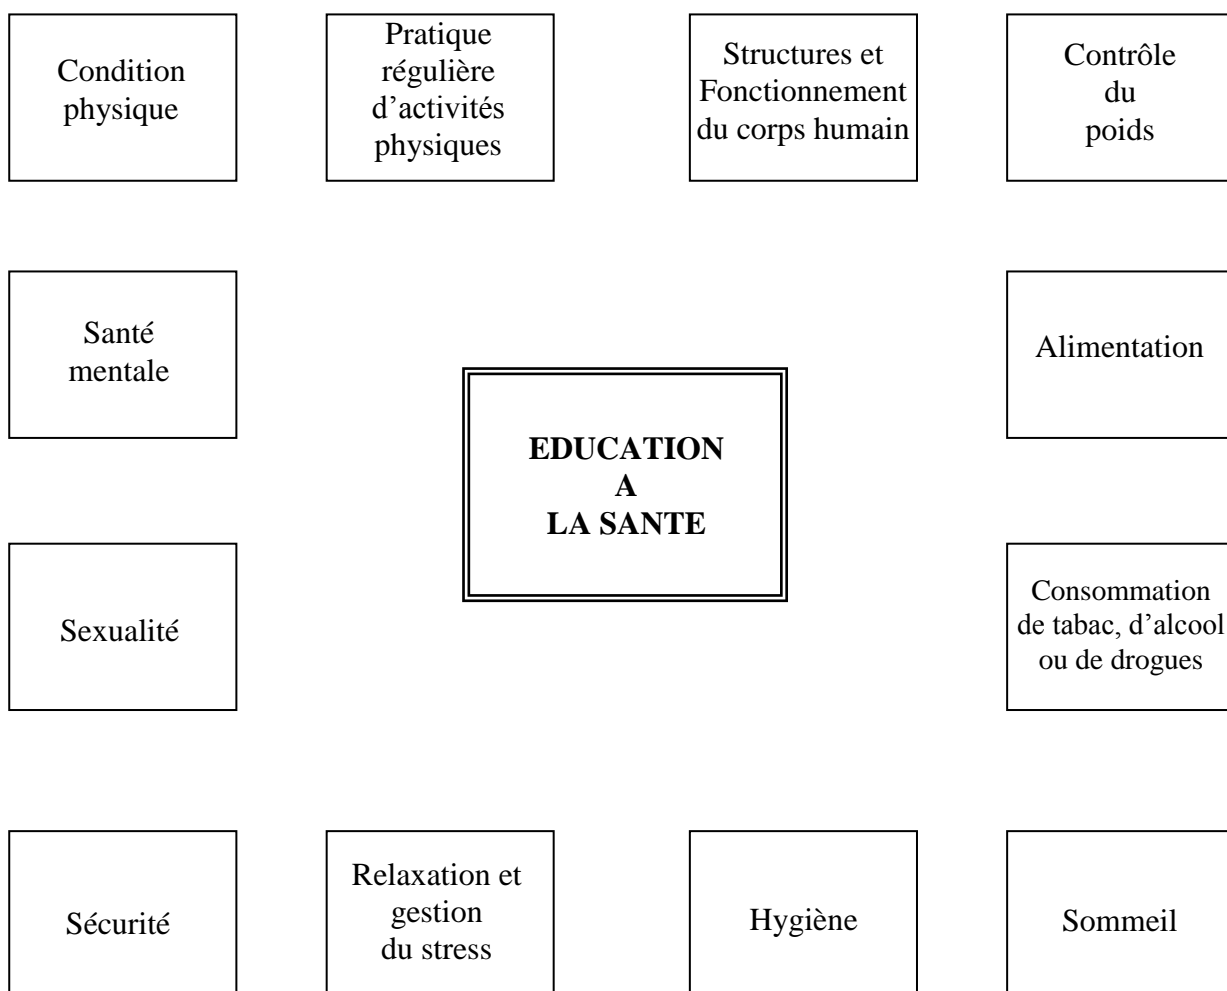 Condition
physique
Pratique
régulière
d’activités
physiques
Structures et
Fonctionnement
du corps humain
Contrôle
du
poids
Santé
mentale
Alimentation
EDUCATION
A
LA SANTE
Sexualité
Consommation
de tabac, d’alcool
ou de drogues
Sécurité
Relaxation et
gestion
du stress
Hygiène
Sommeil